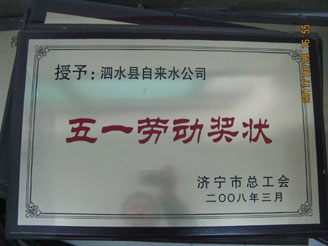 授予：泗水县自来水公司
五一劳动奖状
济宁市总工会
二〇〇八年三月